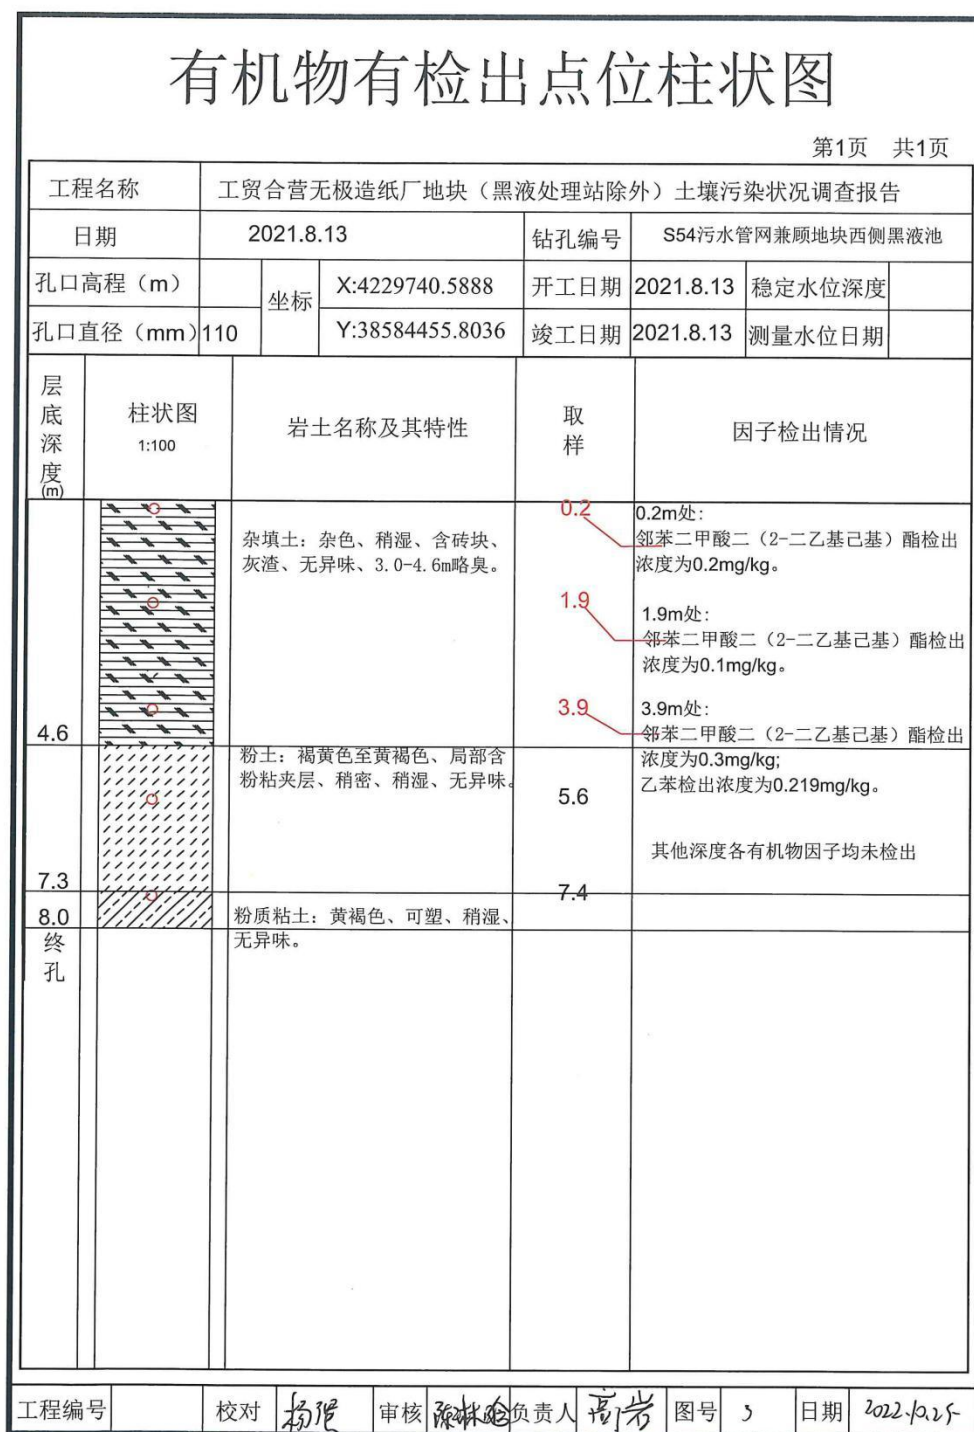 有机物有检出点位柱状图
第1页 共1页
工程名称 工贸合营无极造纸厂地块（黑液处理站除外）土壤污染状况调查报告
日期 2021.8.13 钻孔编号 S54污水管网兼顾地块西侧黑液池
孔口高程（m） 坐标 X:4229740.5888 开工日期 2021.8.13 稳定水位深度
孔口直径（mm） 110 Y:38584455.8036 竣工日期 2021.8.13 测量水位日期
层底深度(m) 柱状图 1:100 岩土名称及其特性 取样 因子检出情况
杂填土：杂色、稍湿、含砖块、
灰渣、无异味、3.0-4.6m略臭。
0.2
0.2m处：
邻苯二甲酸二（2-二乙基己基）酯检出
浓度为0.2mg/kg。
1.9
1.9m处：
邻苯二甲酸二（2-二乙基己基）酯检出
浓度为0.1mg/kg。
3.9
3.9m处：
邻苯二甲酸二（2-二乙基己基）酯检出
浓度为0.3mg/kg;
乙苯检出浓度为0.219mg/kg。
4.6
粉土：褐黄色至黄褐色、局部含
粉粘夹层、稍密、稍湿、无异味。
5.6
其他深度各有机物因子均未检出
7.3
7.4
8.0
粉质粘土：黄褐色、可塑、稍湿、
无异味。
终
孔
工程编号 校对 杨强 审核 负责人 高岩 图号 3 日期 2022.10.25